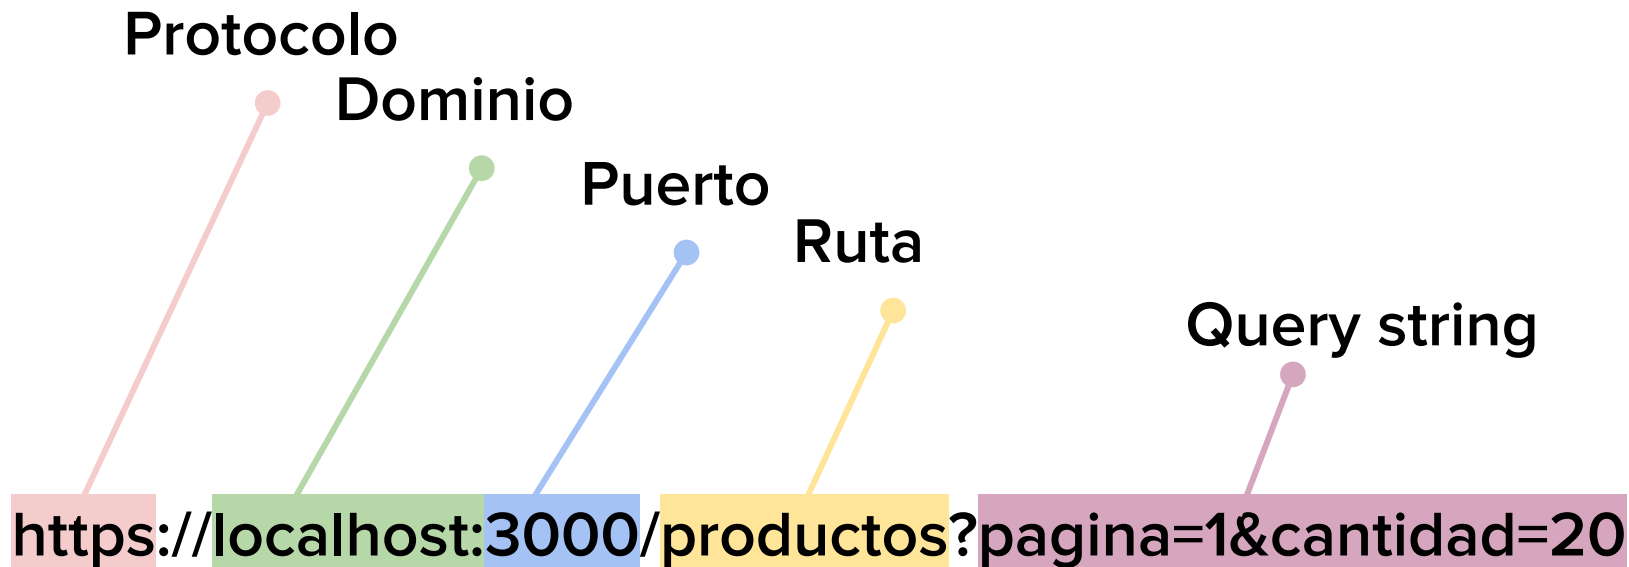 Protocolo
Dominio
Puerto
Ruta
Query string
https://localhost:3000/productos?pagina=1&cantidad=20